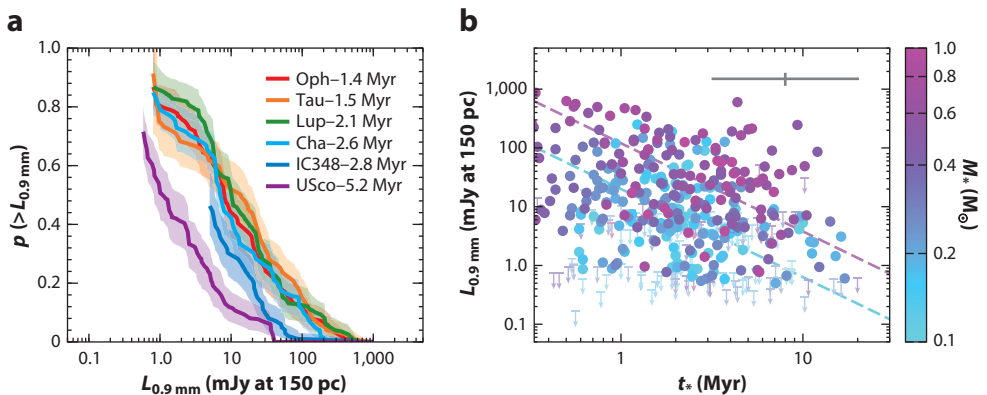 a
1.0
0.8
0.6
0.4
0.2
0
p (>L0.9 mm)
0.1
1.0
10
100
1,000
L0.9 mm (mJy at 150 pc)
Oph–1.4 Myr
Tau–1.5 Myr
Lup–2.1 Myr
Cha–2.6 Myr
IC348–2.8 Myr
USco–5.2 Myr
b
1,000
100
10
1.0
0.1
L0.9 mm (mJy at 150 pc)
1
10
t* (Myr)
1.0
0.8
0.6
0.4
0.2
0.1
M* (M⊙)